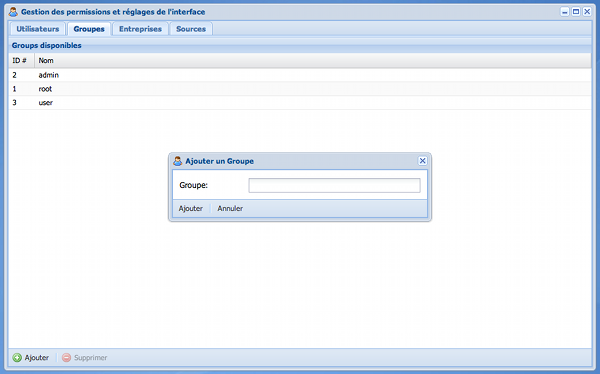 Gestion des permissions et réglages de l'interface
Utilisateurs Groupes Entreprises Sources
Groups disponibles
ID # Nom
2 admin
1 root
3 user
Ajouter un Groupe
Groupe:
Ajouter Annuler
Ajouter Supprimer